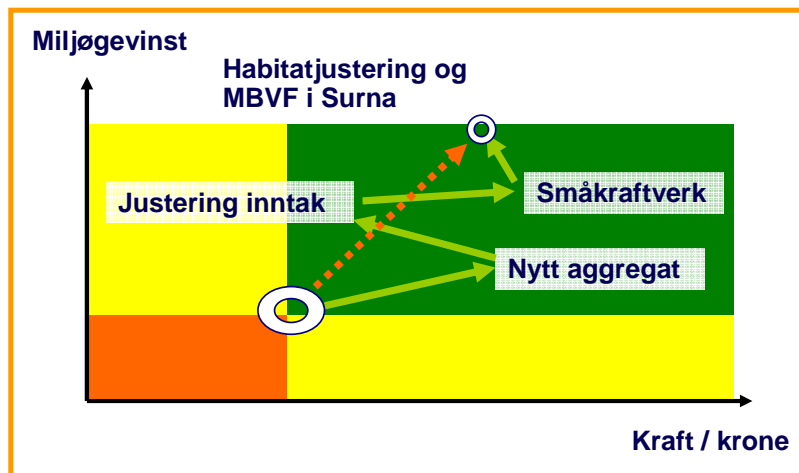 Miljøgevinst
Habitatjustering og
MBVF i Surna
Justering inntak
Småkraftverk
Nytt aggregat
Kraft / krone